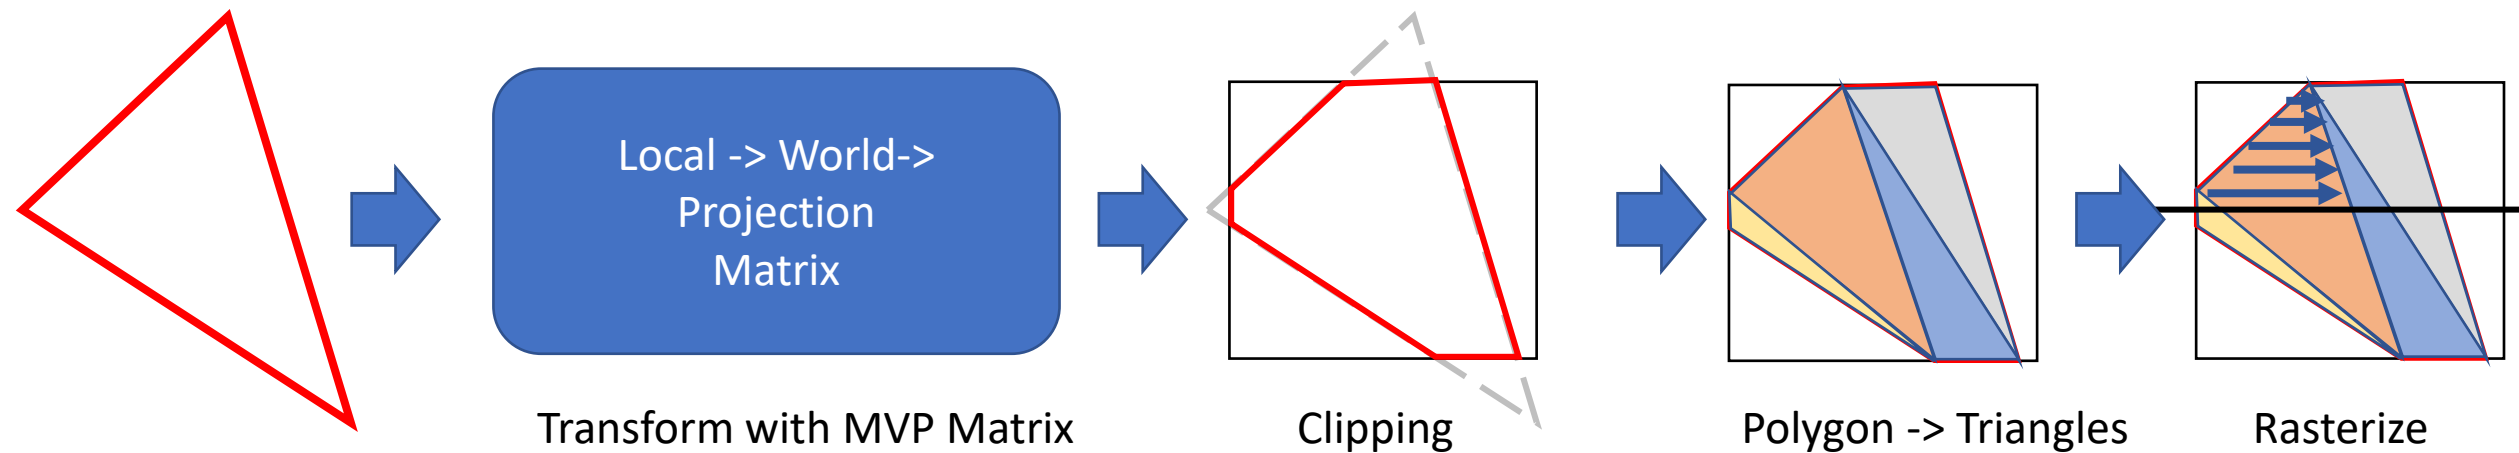 Local -> World->
Projection
Matrix
Transform with MVP Matrix
Clipping
Polygon -> Triangles
Rasterize